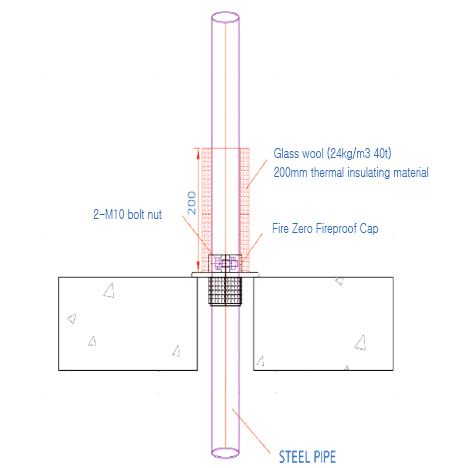 Glass wool (24kg/m3 40t)
200mm thermal insulating material
200
2-M10 bolt nut
Fire Zero Fireproof Cap
STEEL PIPE